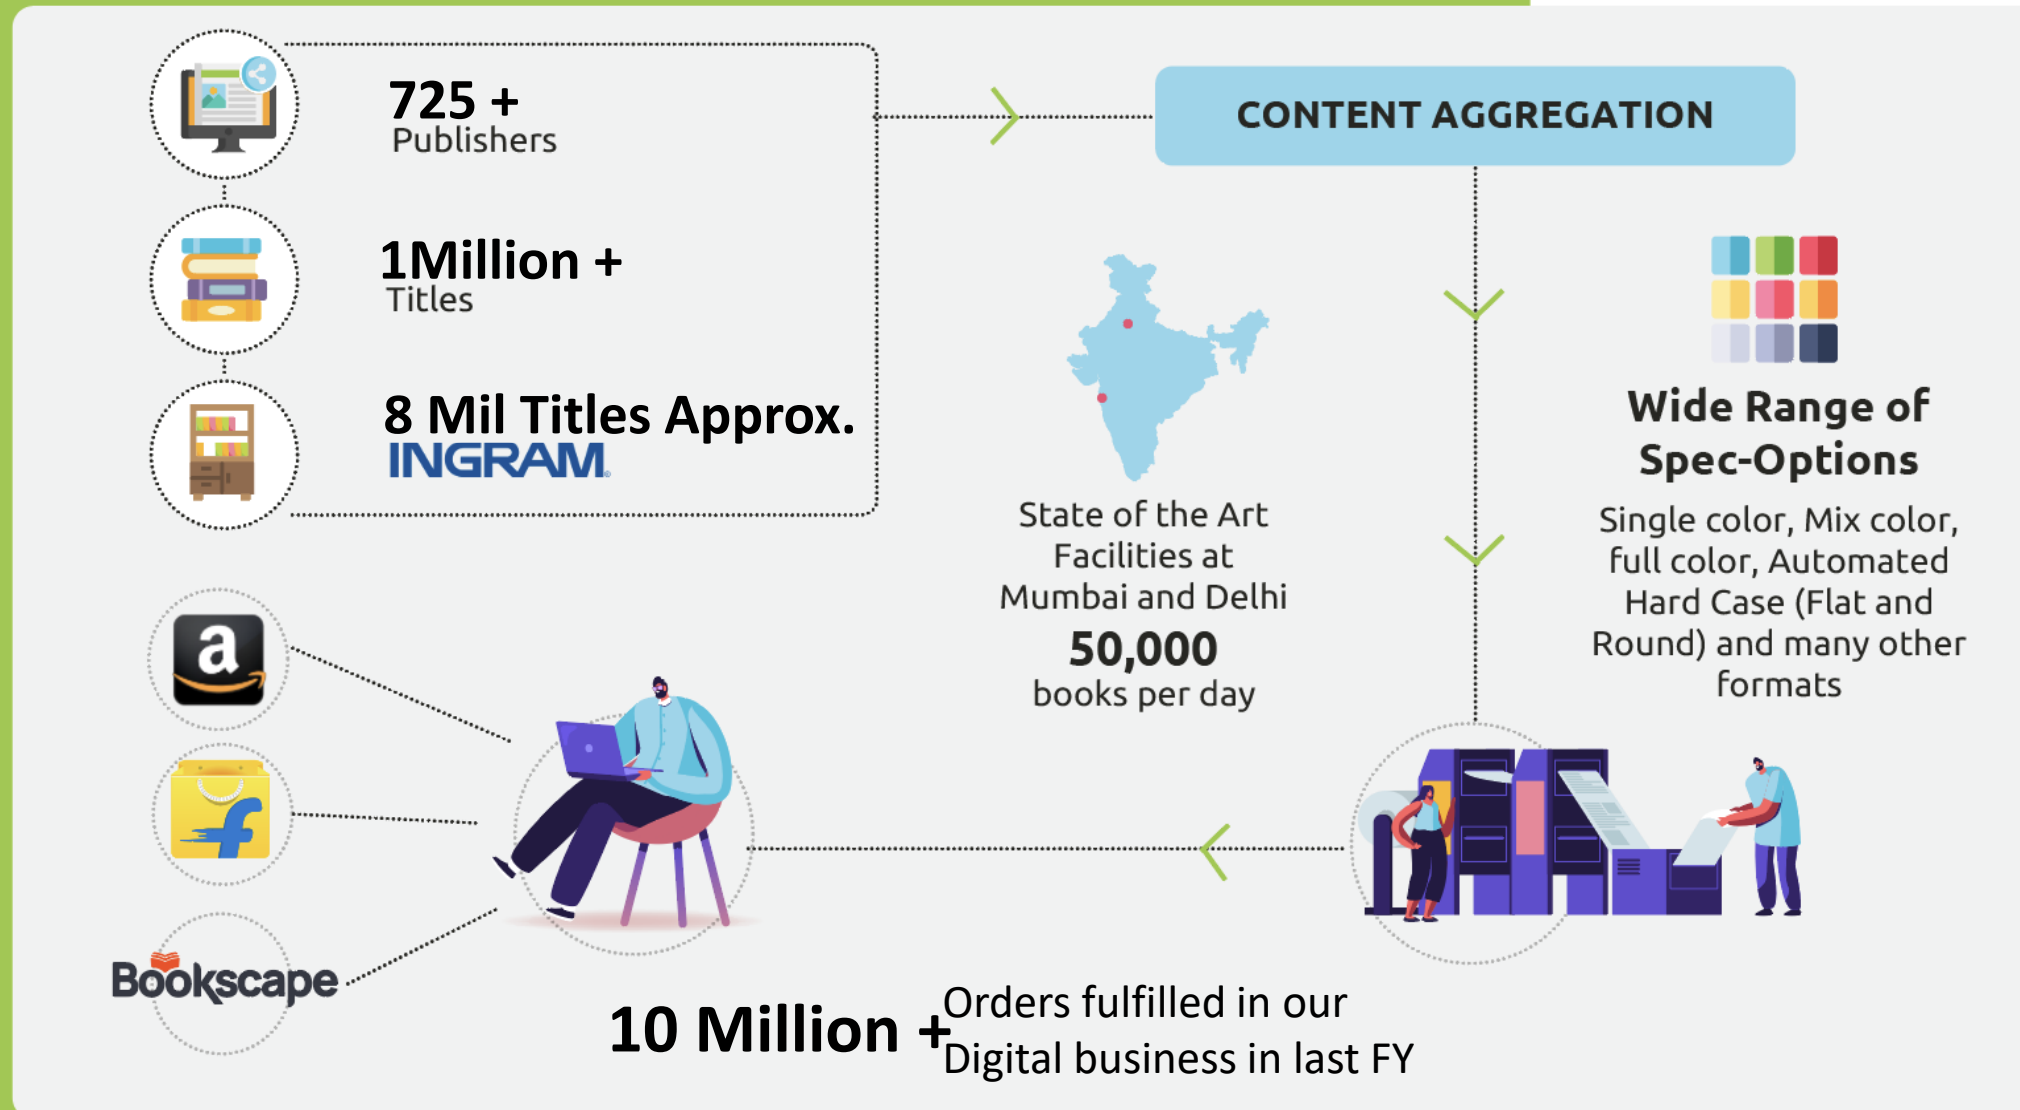 725 +
Publishers
1Million +
Titles
8 Mil Titles Approx.
INGRAM®
CONTENT AGGREGATION
State of the Art
Facilities at
Mumbai and Delhi
50,000
books per day
Wide Range of
Spec-Options
Single color, Mix color,
full color, Automated
Hard Case (Flat and
Round) and many other
formats
a
f
Bookscape
10 Million +
Orders fulfilled in our
Digital business in last FY